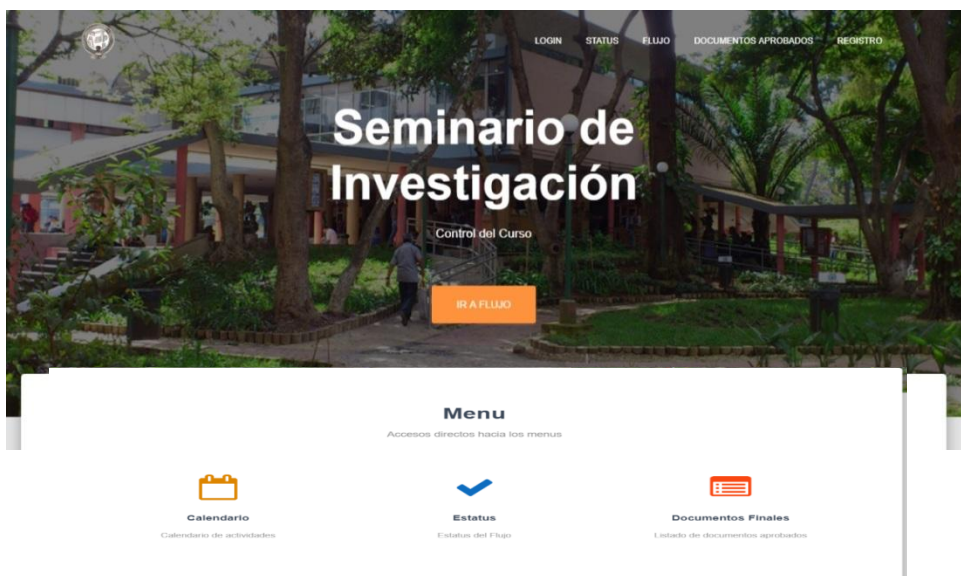 LOGIN STATUS FLUJO DOCUMENTOS APROBADOS REGISTRO
Seminario de
Investigación
Control del Curso
IR A FLUJO
Menu
Accesos directos hacia los menus
Calendario Estatus Documentos Finales
Calendario de actividades Estatus del Flujo Listado de documentos aprobados